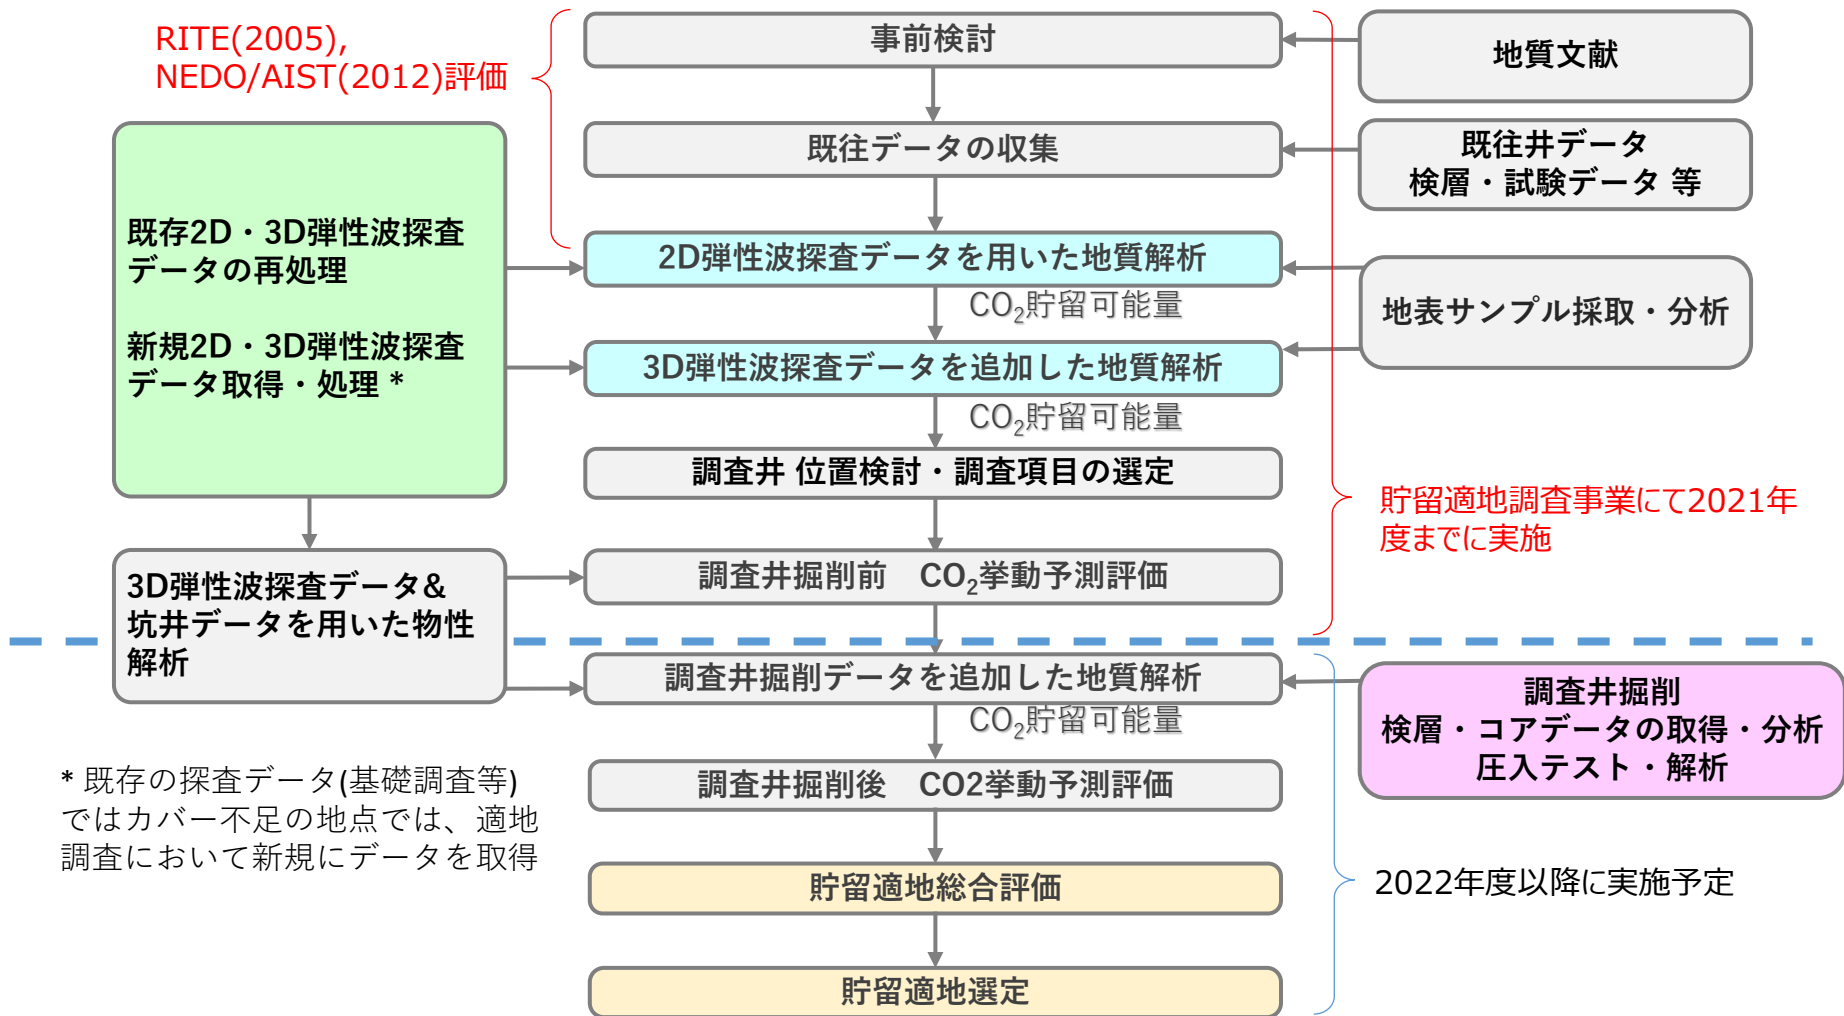 RITE(2005),
NEDO/AIST(2012)評価
事前検討
地質文献
既往データの収集
既往井データ
検層・試験データ 等
既存2D・3D弾性波探査
データの再処理
新規2D・3D弾性波探査
データ取得・処理 *
2D弾性波探査データを用いた地質解析
CO₂貯留可能量
地表サンプル採取・分析
3D弾性波探査データを追加した地質解析
CO₂貯留可能量
調査井 位置検討・調査項目の選定
貯留適地調査事業にて2021年
度までに実施
3D弾性波探査データ&
坑井データを用いた物性
解析
調査井掘削前　CO₂挙動予測評価
調査井掘削データを追加した地質解析
CO₂貯留可能量
調査井掘削
検層・コアデータの取得・分析
圧入テスト・解析
調査井掘削後　CO2挙動予測評価
* 既存の探査データ(基礎調査等)
ではカバー不足の地点では、適地
調査において新規にデータを取得
貯留適地総合評価
2022年度以降に実施予定
貯留適地選定